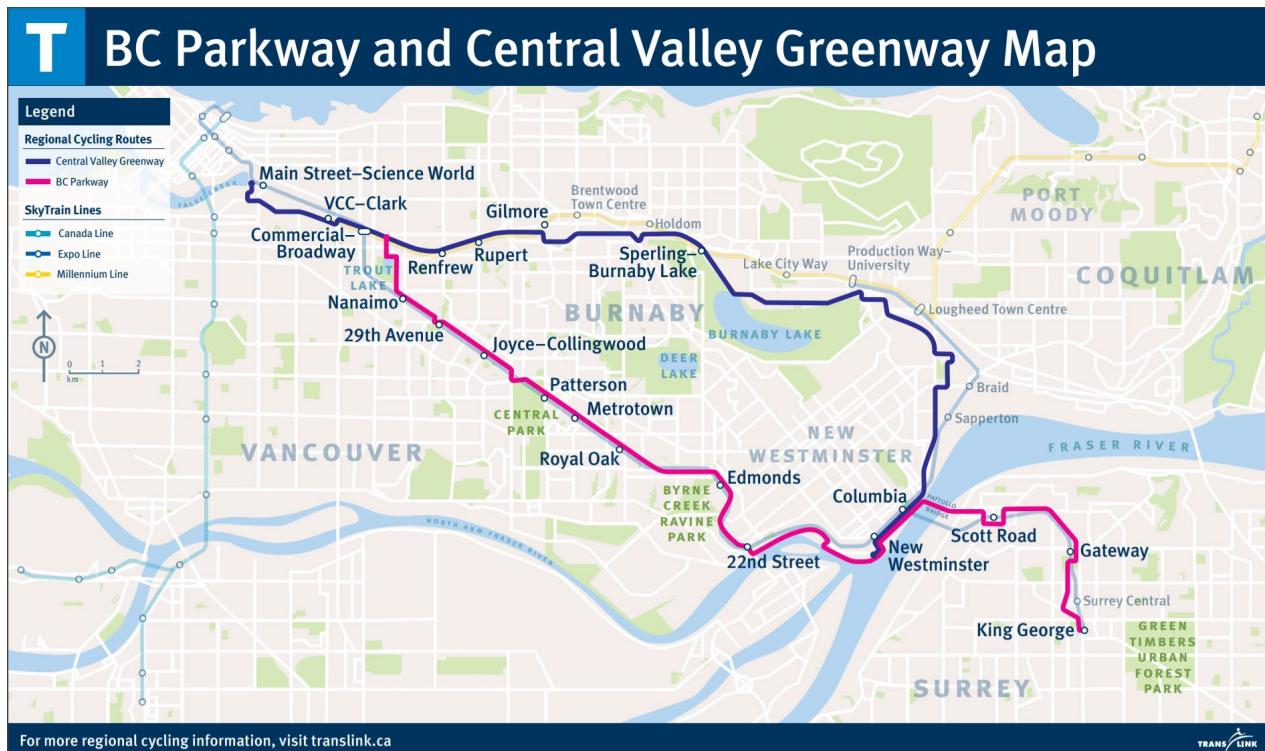 T BC Parkway and Central Valley Greenway Map
Legend
Regional Cycling Routes
Central Valley Greenway
BC Parkway
SkyTrain Lines
Canada Line
Expo Line
Millennium Line
N
0 1 2
km
FALSE CREEK
Main Street–Science World
VCC–Clark
Commercial–
Broadway
TROUT
LAKE
Renfrew
Rupert
Gilmore
Brentwood
Town Centre
Holdom
Sperling–
Burnaby Lake
Lake City Way
Production Way–
University
PORT
MOODY
COQUITLAM
Lougheed Town Centre
BURNABY
BURNABY LAKE
DEER
LAKE
Nanaimo
29th Avenue
Joyce–Collingwood
Patterson
Metrotown
CENTRAL
PARK
Royal Oak
VANCOUVER
Braid
Sapperton
NEW
WESTMINSTER
FRASER RIVER
Edmonds
BYRNE
CREEK
RAVINE
PARK
Columbia
PATTULLO
BRIDGE
NORTH ARM FRASER RIVER
22nd Street
New
Westminster
Scott Road
Gateway
Surrey Central
King George
GREEN
TIMBERS
URBAN
FOREST
PARK
SURREY
For more regional cycling information, visit translink.ca
TRANS LINK